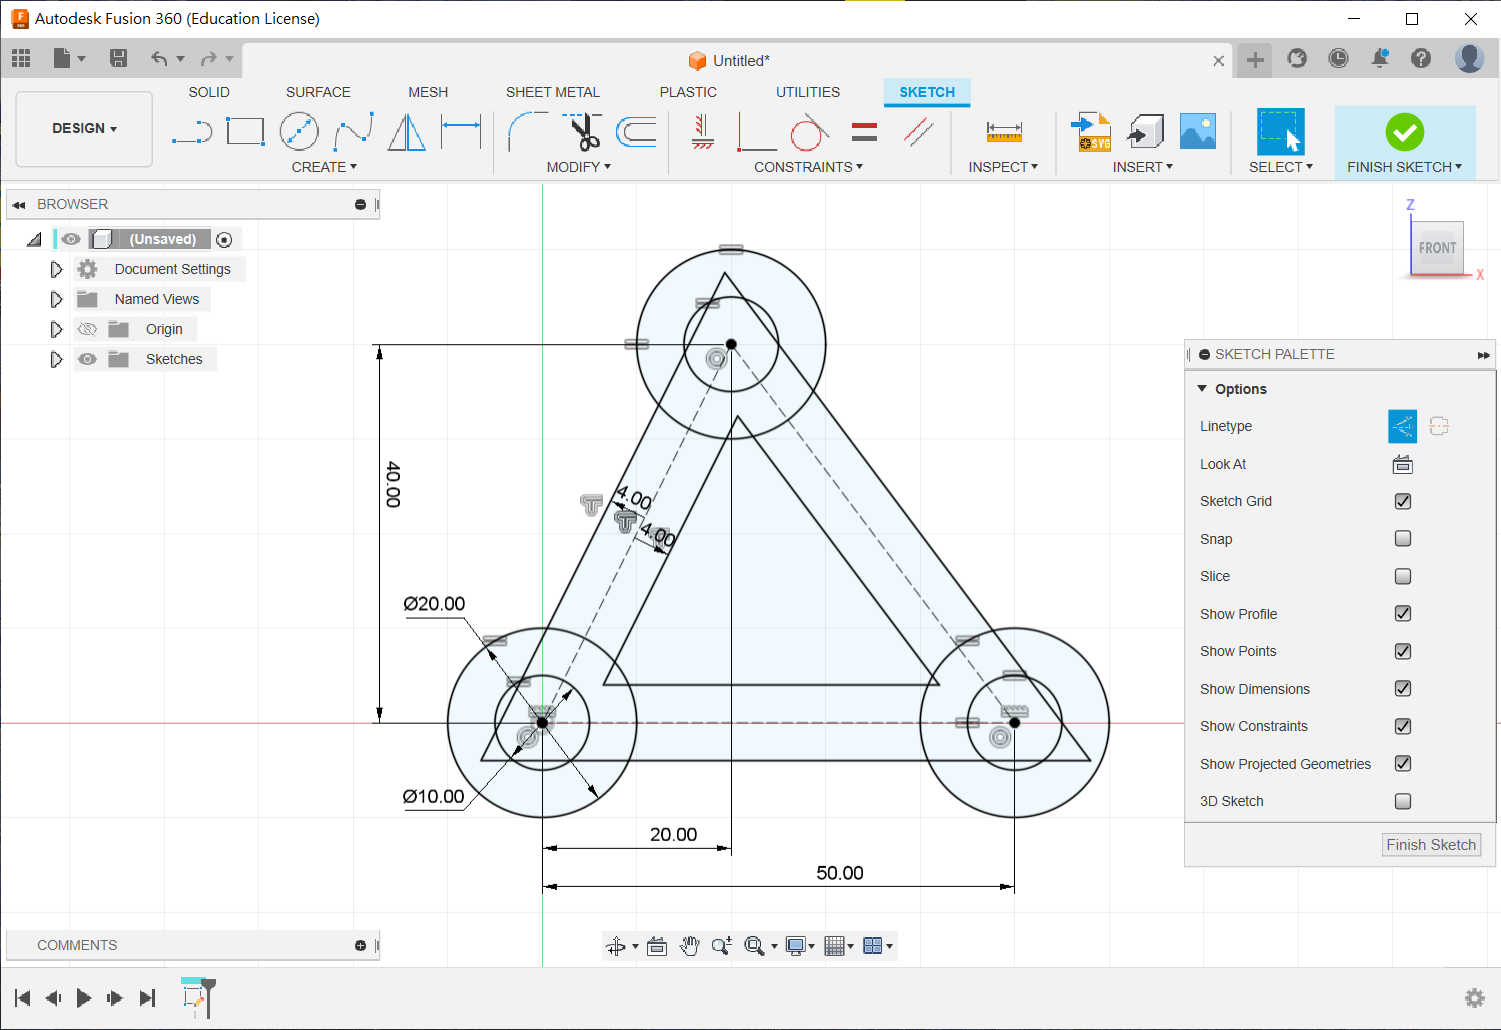 Autodesk Fusion 360 (Education License)
Untitled*
SOLID SURFACE MESH SHEET METAL PLASTIC UTILITIES SKETCH
DESIGN
CREATE MODIFY CONSTRAINTS INSPECT INSERT SELECT FINISH SKETCH
SVG
BROWSER
(Unsaved)
Document Settings
Named Views
Origin
Sketches
Z
FRONT
X
40.00
4.00
4.00
Ø20.00
Ø10.00
20.00
50.00
SKETCH PALETTE
Options
Linetype
Look At
Sketch Grid
Snap
Slice
Show Profile
Show Points
Show Dimensions
Show Constraints
Show Projected Geometries
3D Sketch
Finish Sketch
COMMENTS